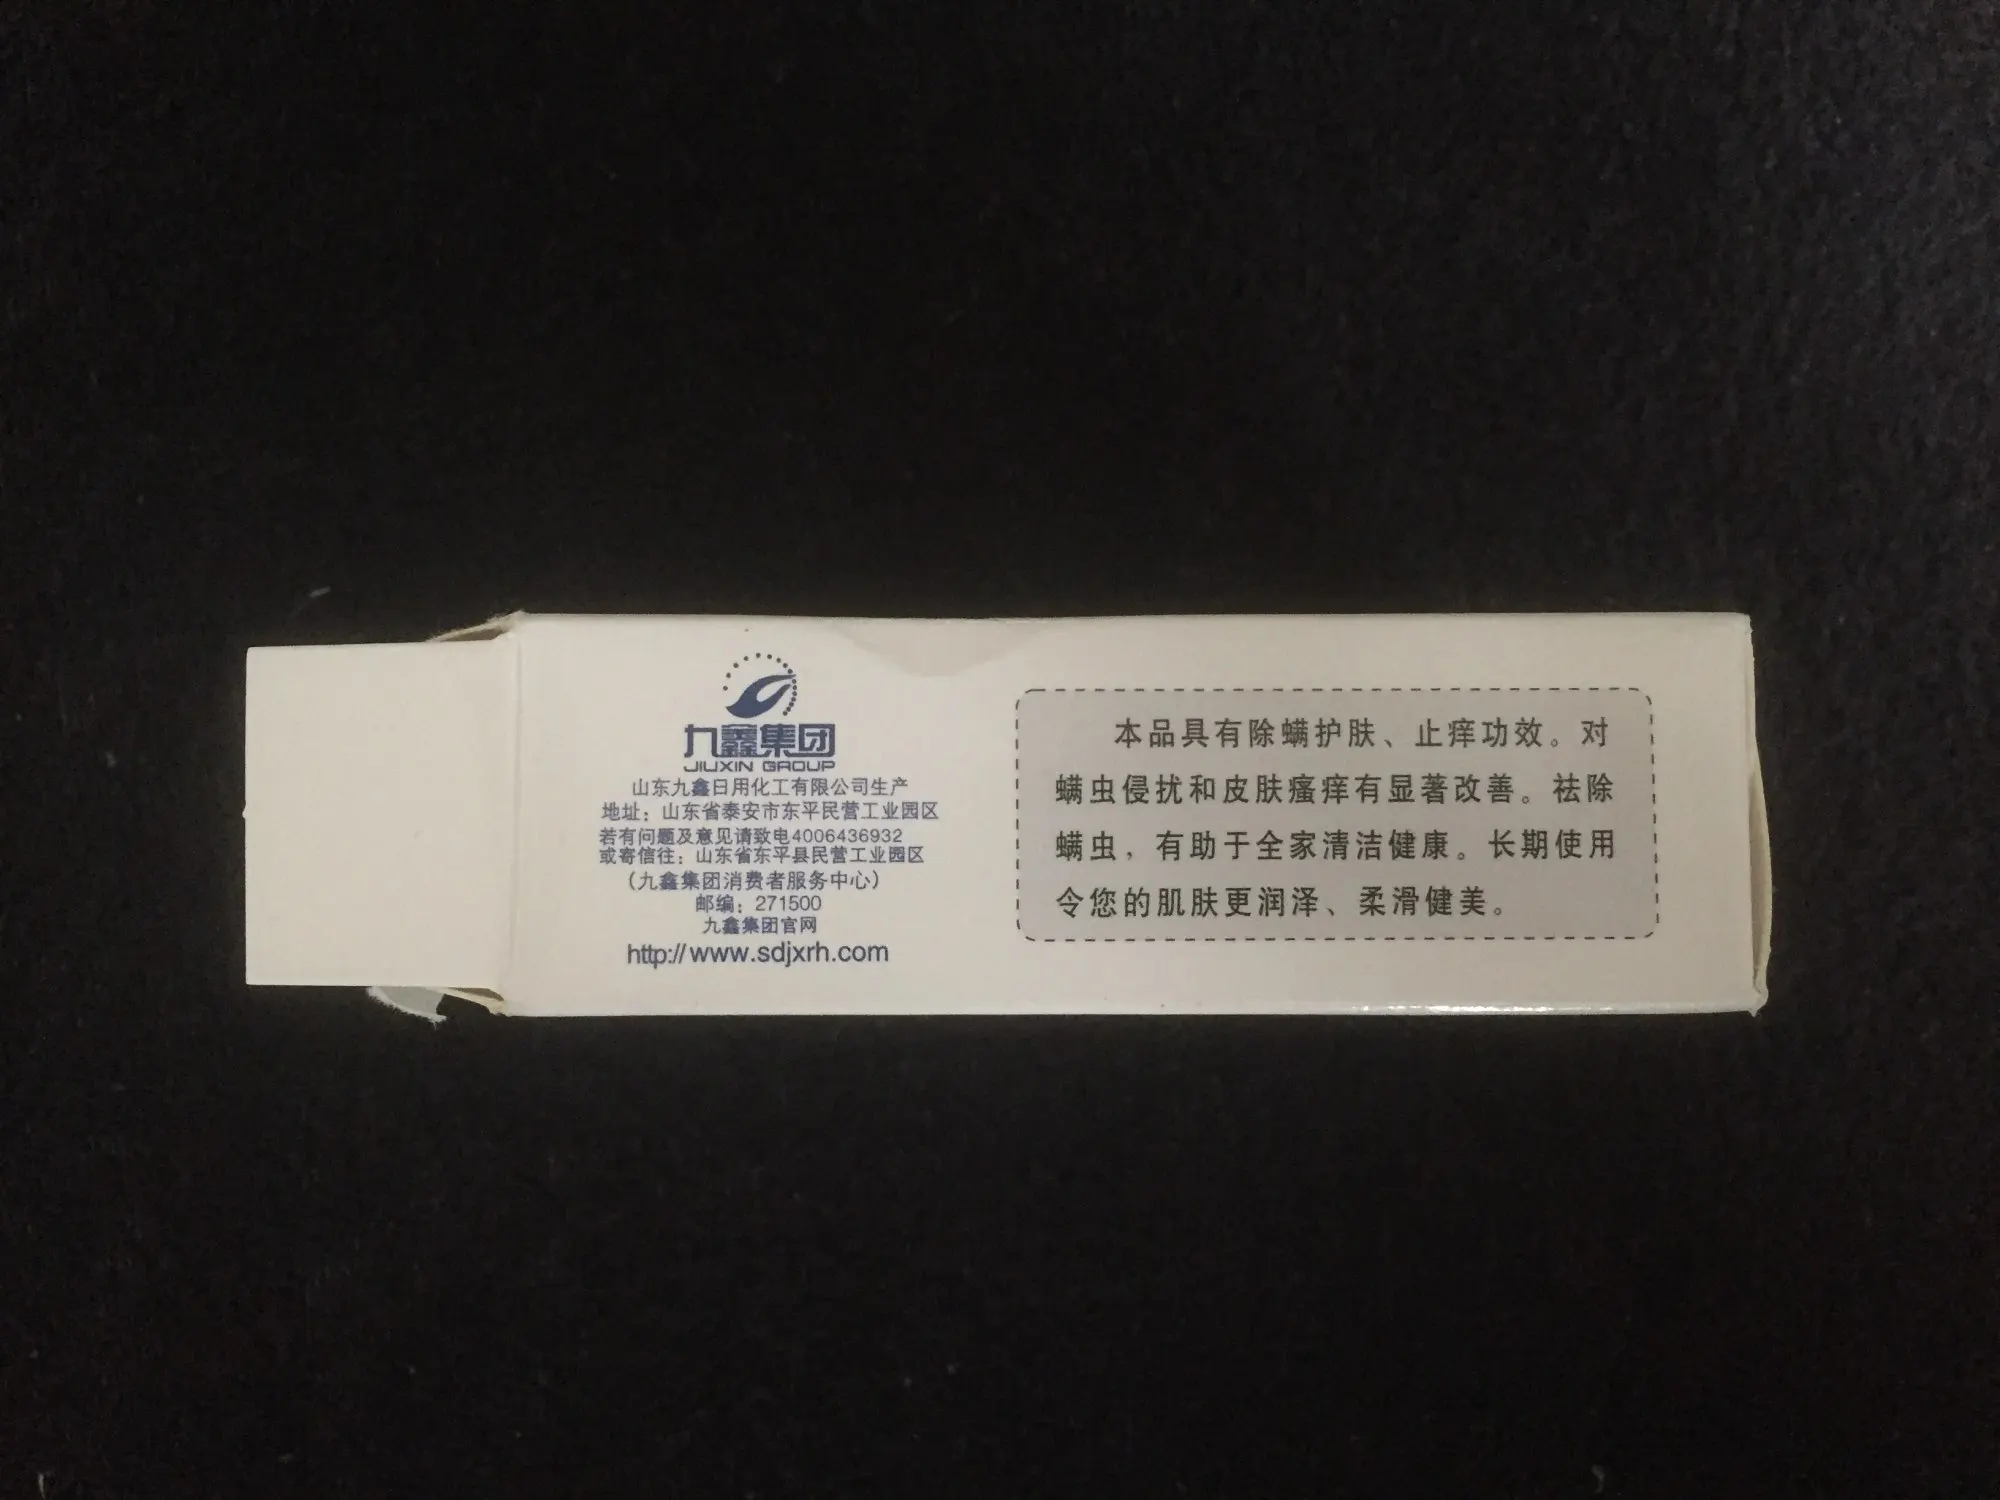 九鑫集团
JIUXIN GROUP
山东九鑫日用化工有限公司生产
地址：山东省泰安市东平民营工业园区
若有问题及意见请致电4006436932
或寄信往：山东省东平县民营工业园区
（九鑫集团消费者服务中心）
邮编：271500
九鑫集团官网
http://www.sdjxrh.com
本品具有除螨护肤、止痒功效。对
螨虫侵扰和皮肤瘙痒有显著改善。祛除
螨虫，有助于全家清洁健康。长期使用
令您的肌肤更润泽、柔滑健美。